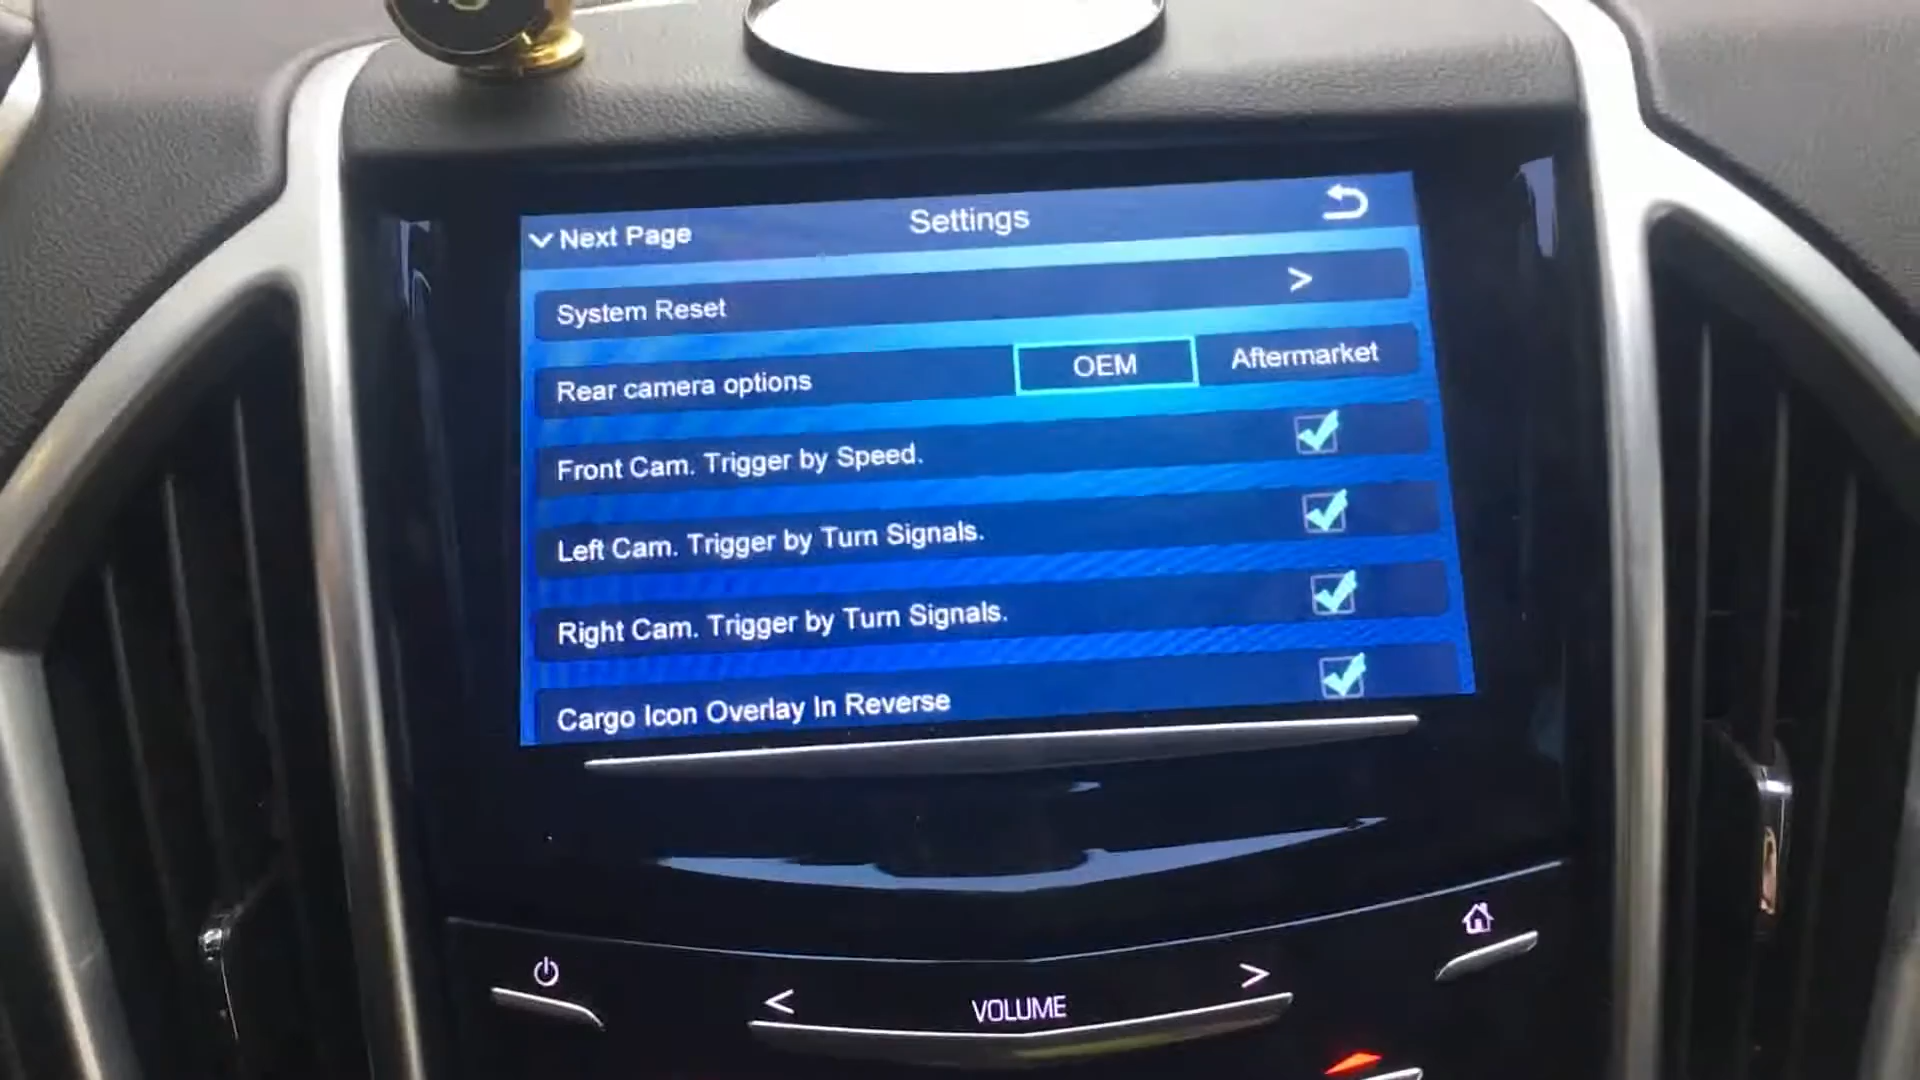 Next Page
Settings
System Reset >
Rear camera options OEM Aftermarket
Front Cam. Trigger by Speed.
Left Cam. Trigger by Turn Signals.
Right Cam. Trigger by Turn Signals.
Cargo Icon Overlay In Reverse
< VOLUME >